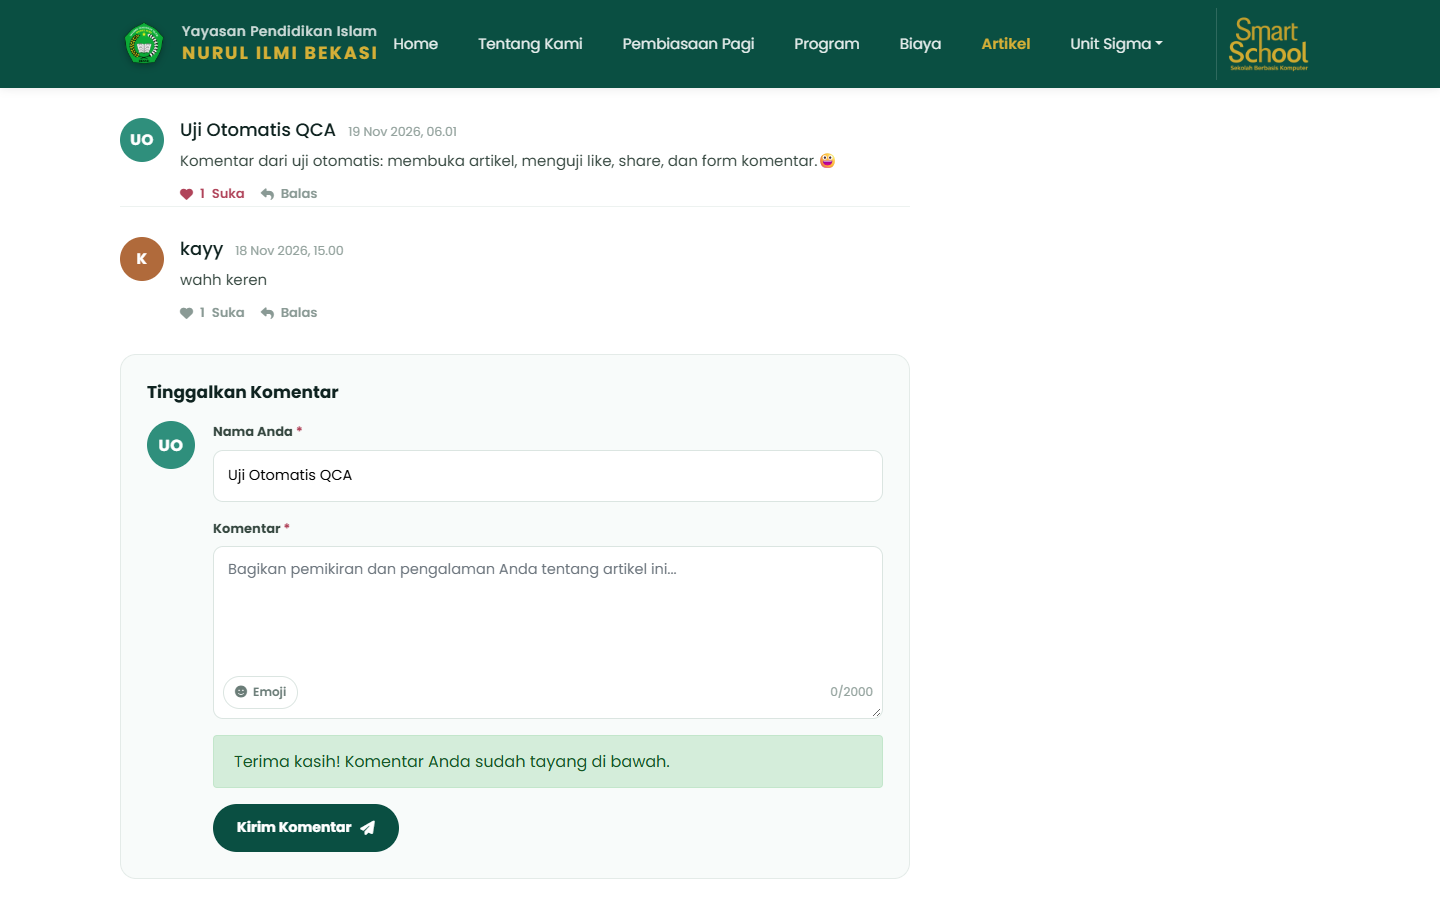 Yayasan Pendidikan Islam
NURUL ILMI BEKASI
Home Tentang Kami Pembiasaan Pagi Program Biaya Artikel Unit Sigma
Smart
School
Sekolah Berbasis Komputer
UO
Uji Otomatis QCA 19 Nov 2026, 06.01
Komentar dari uji otomatis: membuka artikel, menguji like, share, dan form komentar.😀
1 Suka Balas
K
kayy 18 Nov 2026, 15.00
wahh keren
1 Suka Balas
Tinggalkan Komentar
UO
Nama Anda *
Uji Otomatis QCA
Komentar *
Bagikan pemikiran dan pengalaman Anda tentang artikel ini...
Emoji 0/2000
Terima kasih! Komentar Anda sudah tayang di bawah.
Kirim Komentar